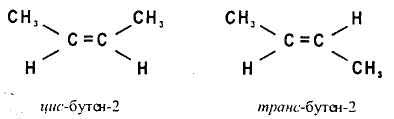 CH₃ CH₃ CH₃ H
C = C C = C
H H H CH₃
цис-бутен-2 транс-бутен-2